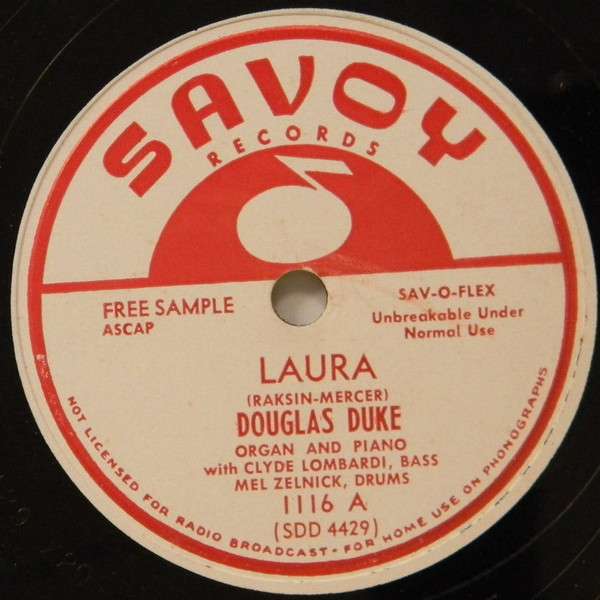 SAVOY
RECORDS
FREE SAMPLE
ASCAP
SAV-O-FLEX
Unbreakable Under
Normal Use
LAURA
(RAKSIN-MERCER)
DOUGLAS DUKE
ORGAN AND PIANO
with CLYDE LOMBARDI, BASS
MEL ZELNICK, DRUMS
1116 A
(SDD 4429)
NOT LICENSED FOR RADIO BROADCAST • FOR HOME USE ON PHONOGRAPHS